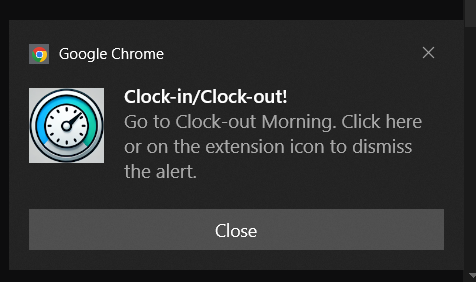 Google Chrome
Clock-in/Clock-out!
Go to Clock-out Morning. Click here
or on the extension icon to dismiss
the alert.
Close